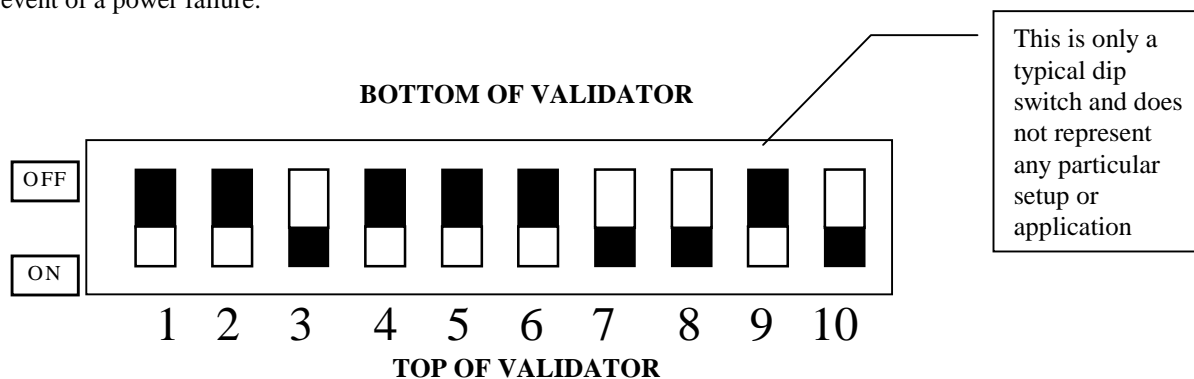 event of a power failure.
This is only a
typical dip
switch and does
not represent
any particular
setup or
application
BOTTOM OF VALIDATOR
OFF
ON
1 2 3 4 5 6 7 8 9 10
TOP OF VALIDATOR